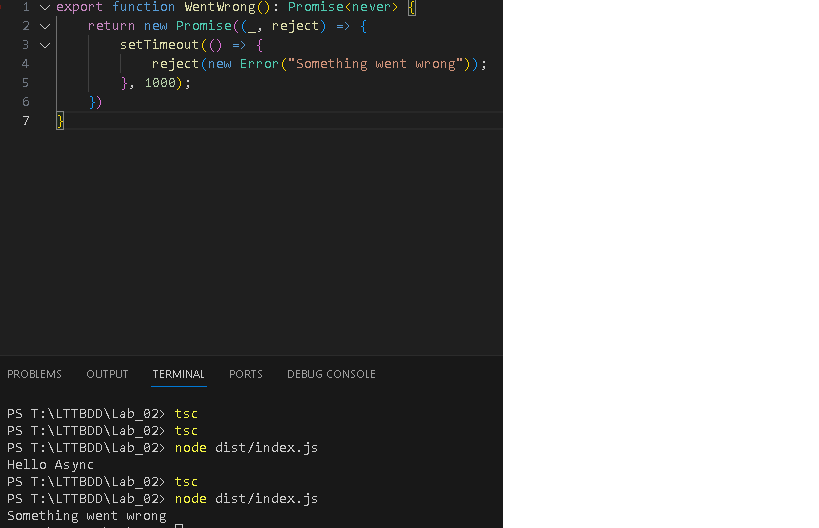 1 export function WentWrong(): Promise<never> {
2 return new Promise((_, reject) => {
3 setTimeout(() => {
4 reject(new Error("Something went wrong"));
5 }, 1000);
6 })
7 }
PROBLEMS OUTPUT TERMINAL PORTS DEBUG CONSOLE
PS T:\LTTBDD\Lab_02> tsc
PS T:\LTTBDD\Lab_02> tsc
PS T:\LTTBDD\Lab_02> node dist/index.js
Hello Async
PS T:\LTTBDD\Lab_02> tsc
PS T:\LTTBDD\Lab_02> node dist/index.js
Something went wrong